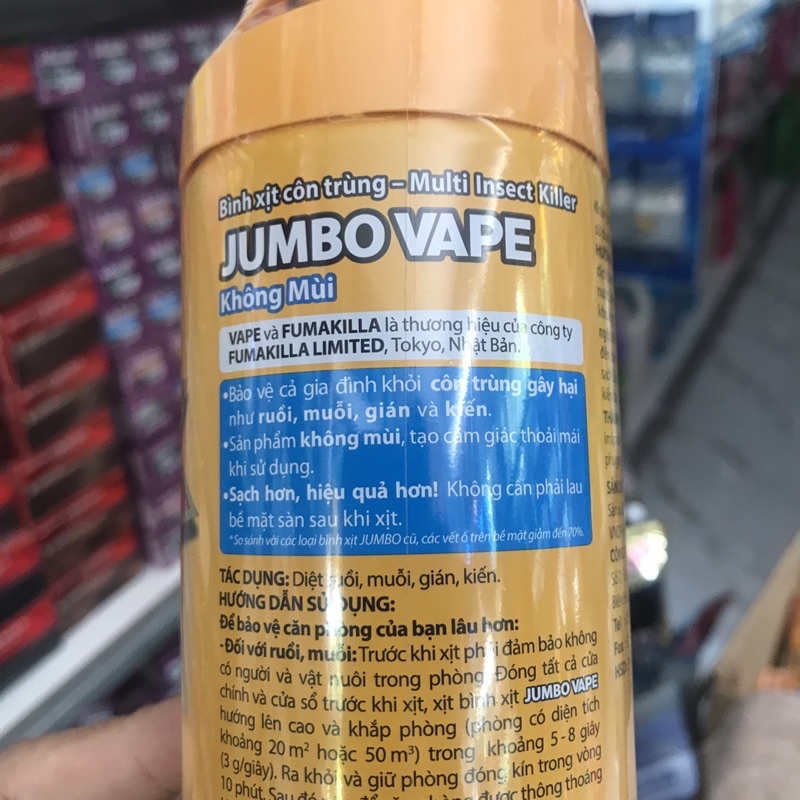 Bình xịt côn trùng – Multi Insect Killer
JUMBO VAPE
Không Mùi
VAPE và FUMAKILLA là thương hiệu của công ty
FUMAKILLA LIMITED, Tokyo, Nhật Bản.
•Bảo vệ cả gia đình khỏi côn trùng gây hại
như ruồi, muỗi, gián và kiến.
•Sản phẩm không mùi, tạo cảm giác thoải mái
khi sử dụng.
•Sạch hơn, hiệu quả hơn! Không cần phải lau
bề mặt sàn sau khi xịt.
*So sánh với các loại bình xịt JUMBO cũ, các vết ố trên bề mặt giảm đến 70%.
TÁC DỤNG: Diệt ruồi, muỗi, gián, kiến.
HƯỚNG DẪN SỬ DỤNG:
Để bảo vệ căn phòng của bạn lâu hơn:
-Đối với ruồi, muỗi: Trước khi xịt phải đảm bảo không
có người và vật nuôi trong phòng. Đóng tất cả cửa
chính và cửa sổ trước khi xịt, xịt bình xịt JUMBO VAPE
hướng lên cao và khắp phòng (phòng có diện tích
khoảng 20 m² hoặc 50 m³) trong khoảng 5-8 giây
(3 g/giây). Ra khỏi và giữ phòng đóng kín trong vòng
10 phút. Sau đó được thông thoáng